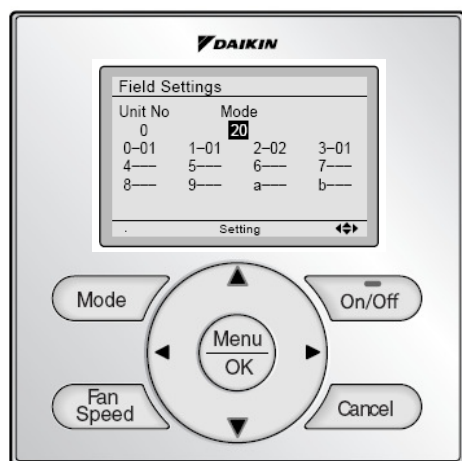 DAIKIN
Field Settings
Unit No Mode
0 20
0–01 1–01 2–02 3–01
4–– 5–– 6–– 7––
8–– 9–– a–– b––
Setting
Mode
On/Off
Menu
OK
Fan
Speed
Cancel